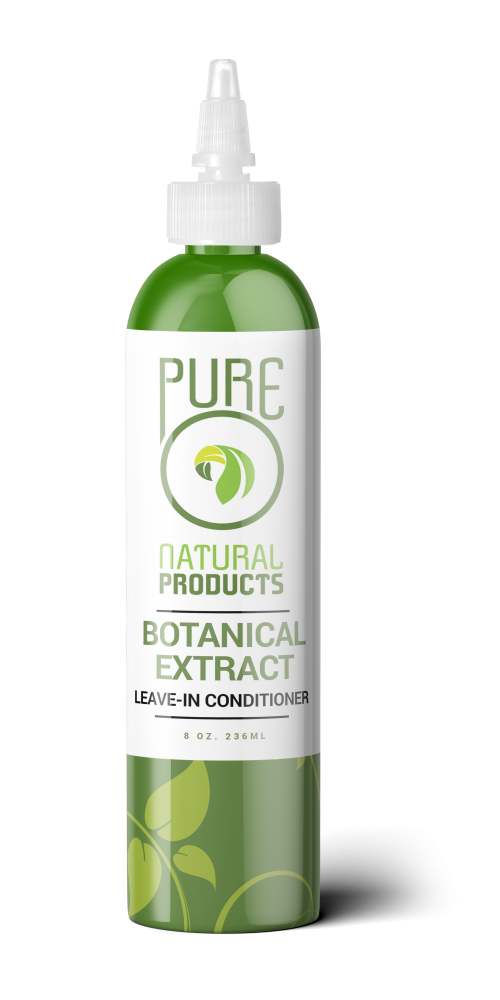 PURE
NATURAL
PRODUCTS
BOTANICAL
EXTRACT
LEAVE-IN CONDITIONER
8 OZ. 236ML